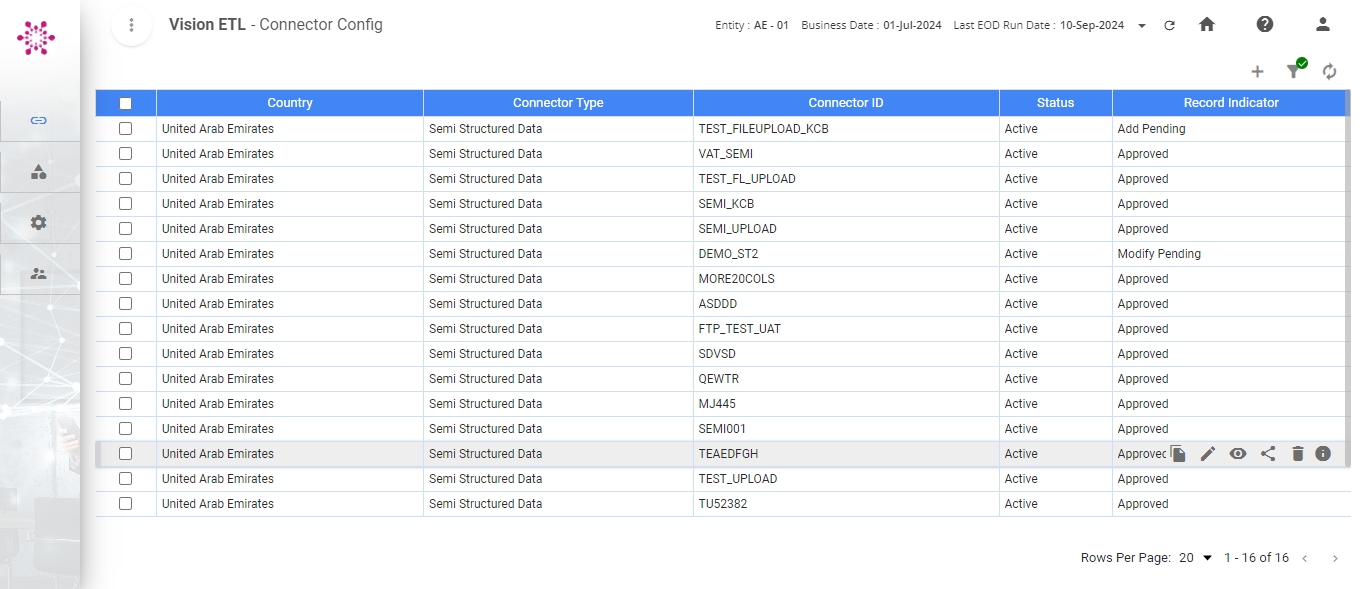 Vision ETL - Connector Config Entity : AE - 01 Business Date : 01-Jul-2024 Last EOD Run Date : 10-Sep-2024
Country Connector Type Connector ID Status Record Indicator
United Arab Emirates Semi Structured Data TEST_FILEUPLOAD_KCB Active Add Pending
United Arab Emirates Semi Structured Data VAT_SEMI Active Approved
United Arab Emirates Semi Structured Data TEST_FL_UPLOAD Active Approved
United Arab Emirates Semi Structured Data SEMI_KCB Active Approved
United Arab Emirates Semi Structured Data SEMI_UPLOAD Active Approved
United Arab Emirates Semi Structured Data DEMO_ST2 Active Modify Pending
United Arab Emirates Semi Structured Data MORE20COLS Active Approved
United Arab Emirates Semi Structured Data ASDDD Active Approved
United Arab Emirates Semi Structured Data FTP_TEST_UAT Active Approved
United Arab Emirates Semi Structured Data SDVSD Active Approved
United Arab Emirates Semi Structured Data QEWTR Active Approved
United Arab Emirates Semi Structured Data MJ445 Active Approved
United Arab Emirates Semi Structured Data SEMI001 Active Approved
United Arab Emirates Semi Structured Data TEAEDFGH Active Approved
United Arab Emirates Semi Structured Data TEST_UPLOAD Active Approved
United Arab Emirates Semi Structured Data TU52382 Active Approved
Rows Per Page: 20 1 - 16 of 16